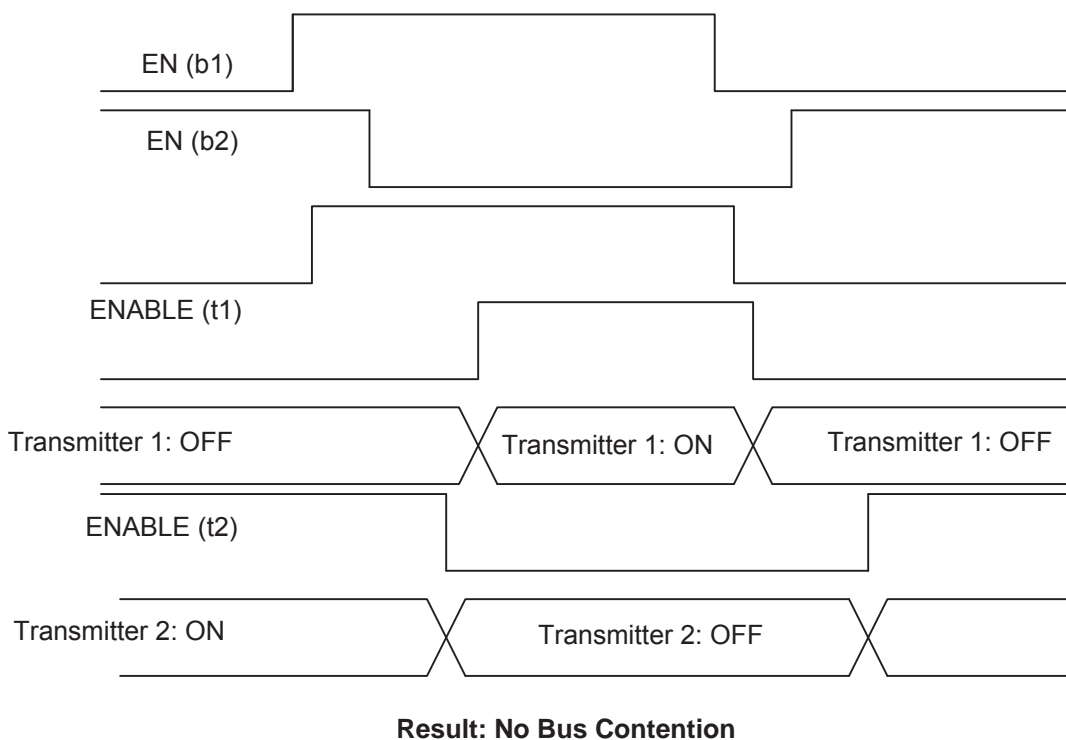 EN (b1)
EN (b2)
ENABLE (t1)
Transmitter 1: OFF
Transmitter 1: ON
Transmitter 1: OFF
ENABLE (t2)
Transmitter 2: ON
Transmitter 2: OFF
Result: No Bus Contention